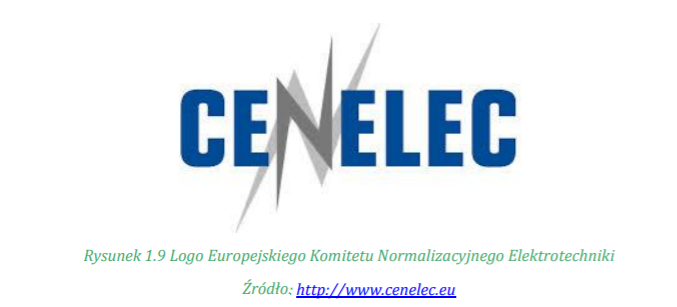 CENELEC
Rysunek 1.9 Logo Europejskiego Komitetu Normalizacyjnego Elektrotechniki
Źródło: http://www.cenelec.eu